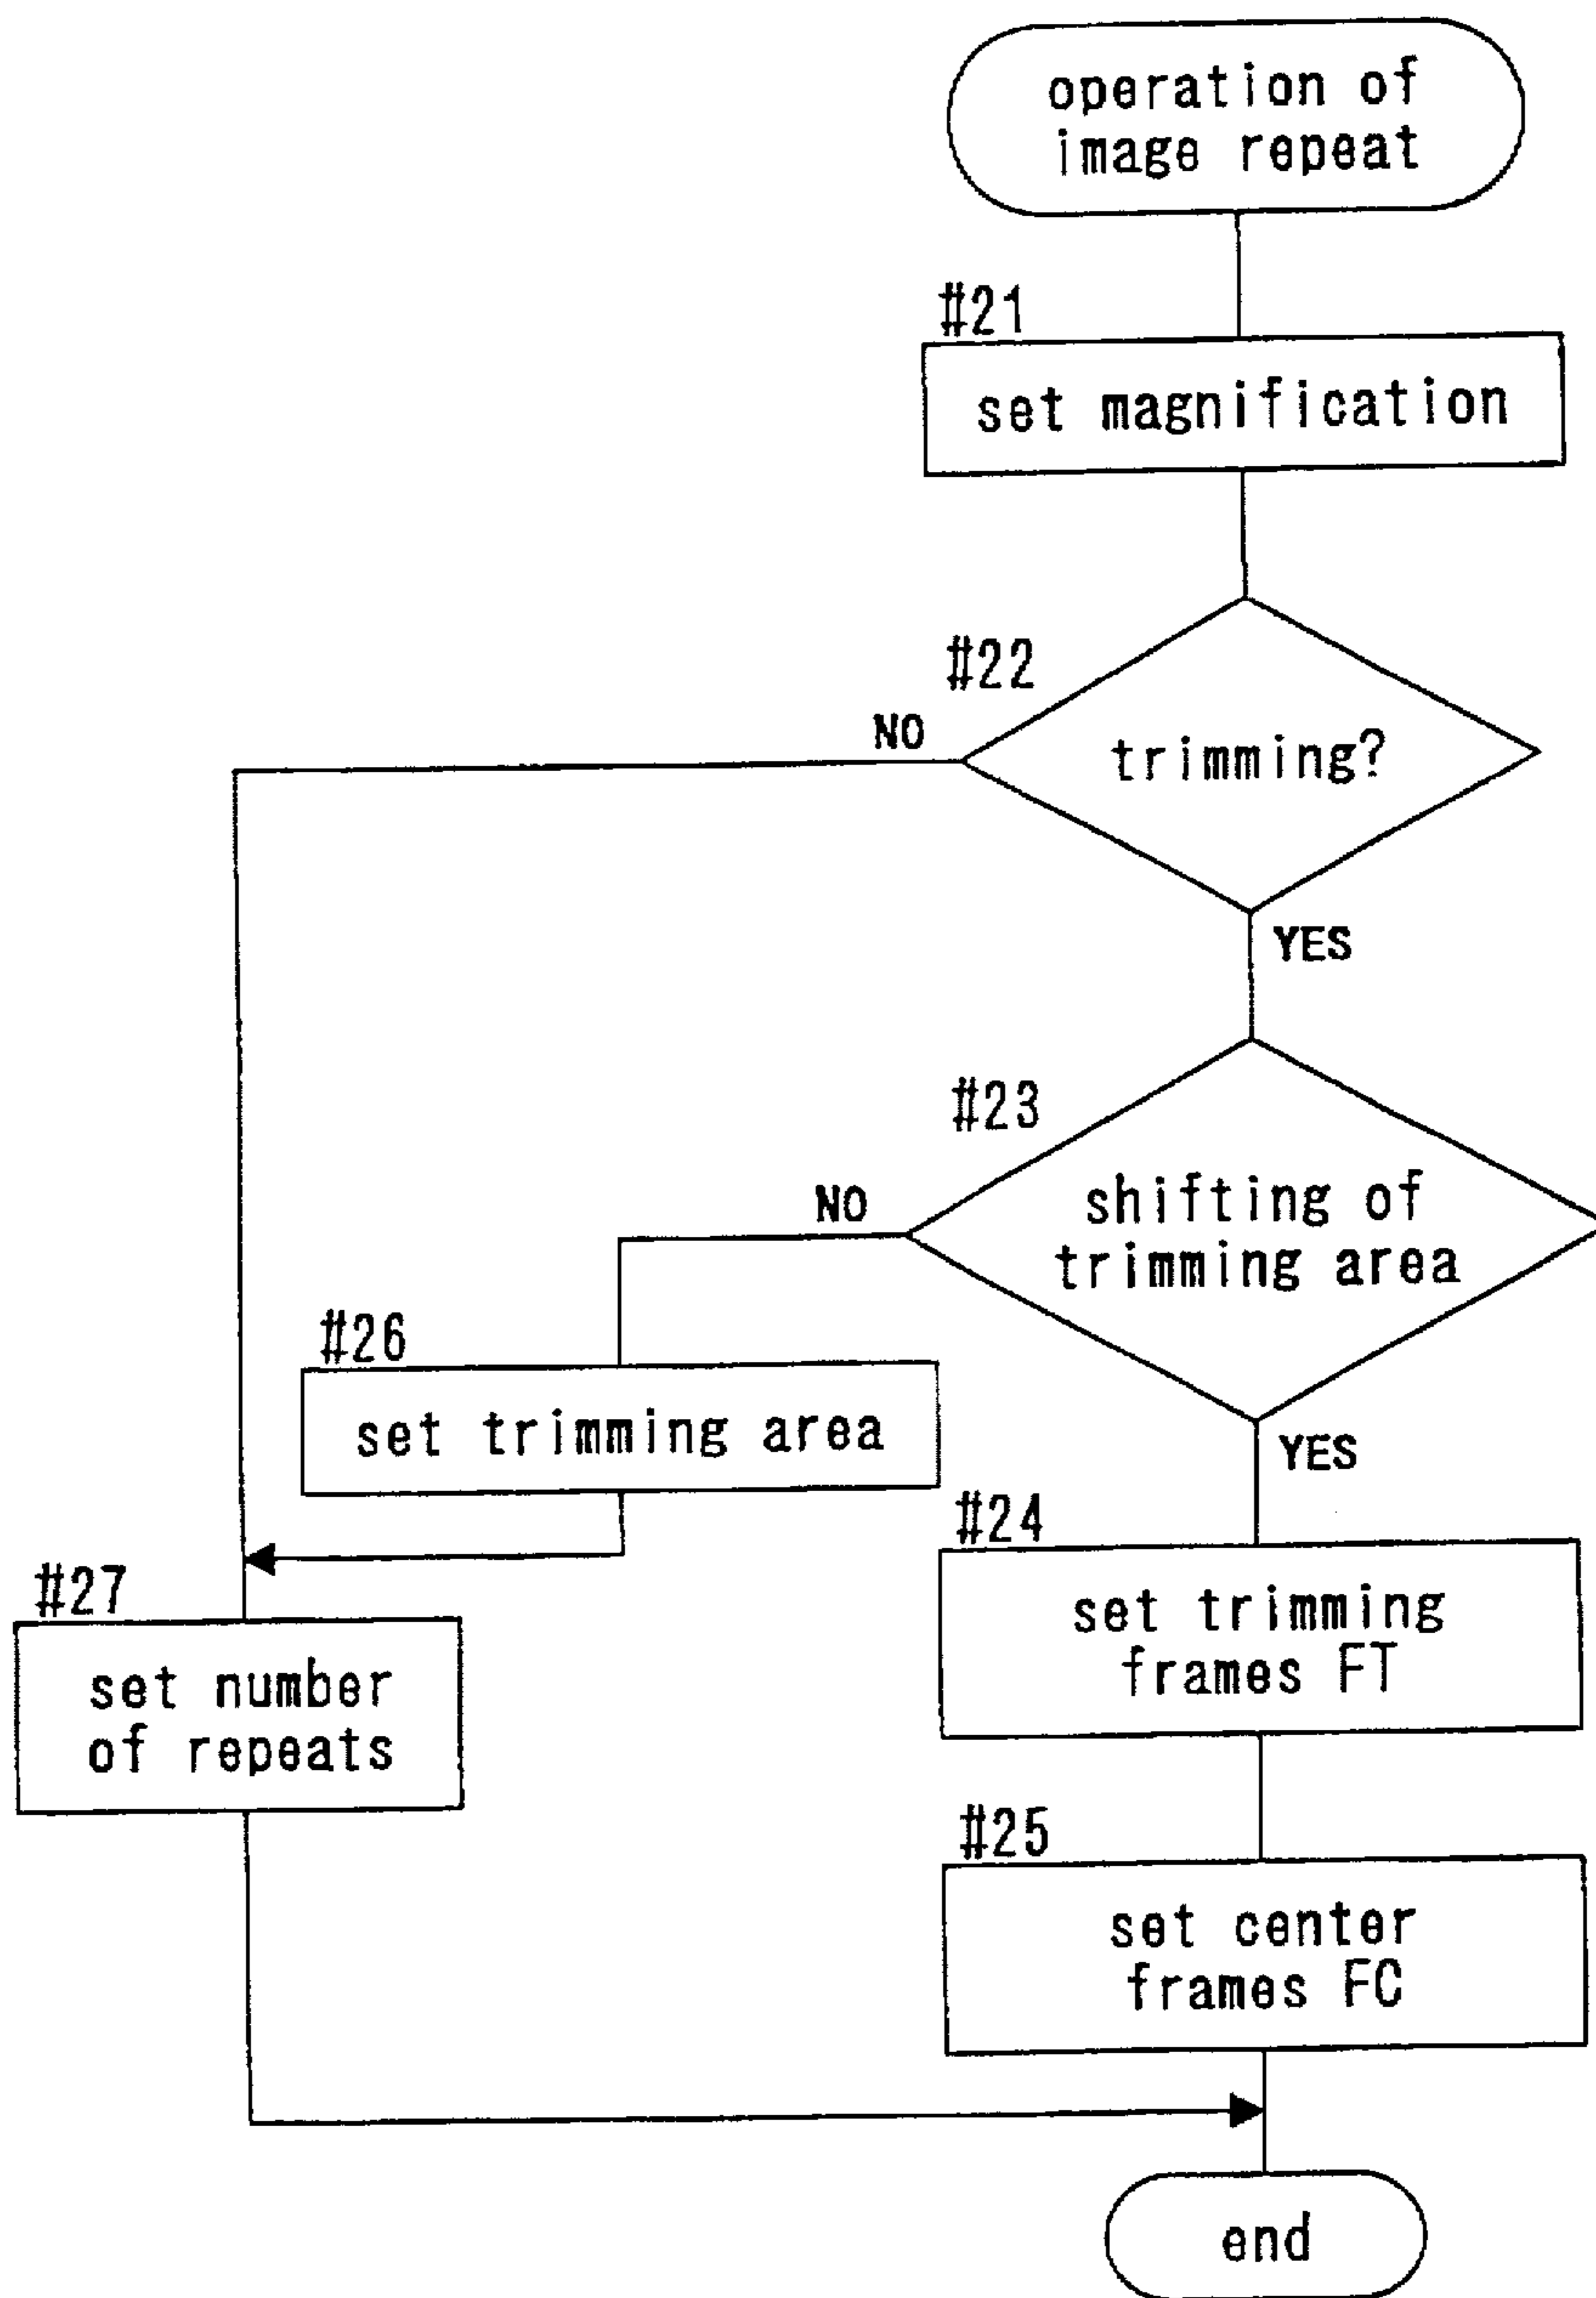 operation of
image repeat
#21
set magnification
#22
NO
trimming?
YES
#23
NO
shifting of
trimming area
#26
set trimming area
YES
#24
set trimming
frames FT
#27
set number
of repeats
#25
set center
frames FC
end